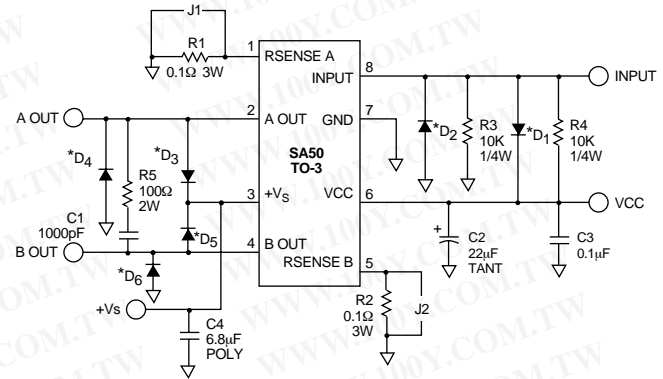 J1
R1
0.1Ω 3W
1
RSENSE A
INPUT
8
INPUT
A OUT
2
A OUT
GND
7
*D4
*D3
R5
100Ω
2W
SA50
TO-3
*D2
R3
10K
1/4W
*D1
R4
10K
1/4W
3
+VS
VCC
6
VCC
C1
1000pF
*D5
B OUT
4
B OUT
RSENSE B
5
+
C2
22µF
TANT
C3
0.1µF
*D6
+Vs
C4
6.8µF
POLY
R2
0.1Ω
3W
J2
WWW.100Y.COM.TW